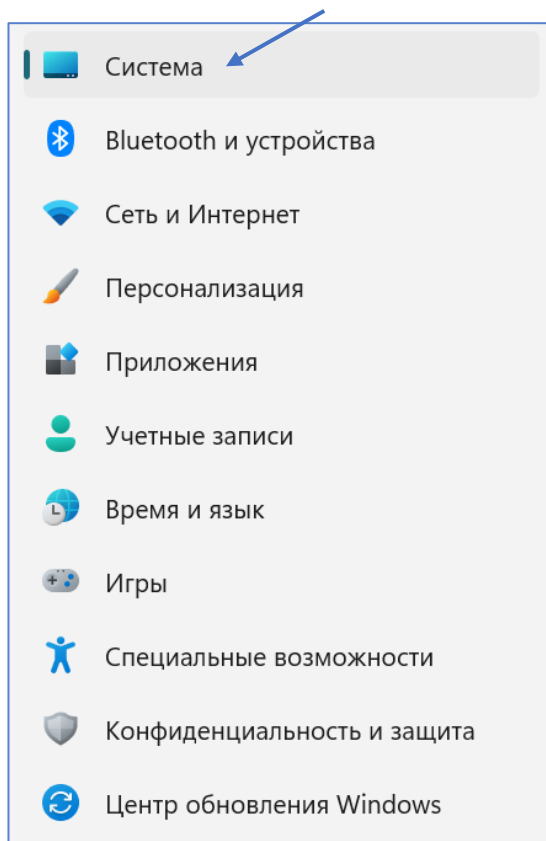 Система
Bluetooth и устройства
Сеть и Интернет
Персонализация
Приложения
Учетные записи
Время и язык
Игры
Специальные возможности
Конфиденциальность и защита
Центр обновления Windows